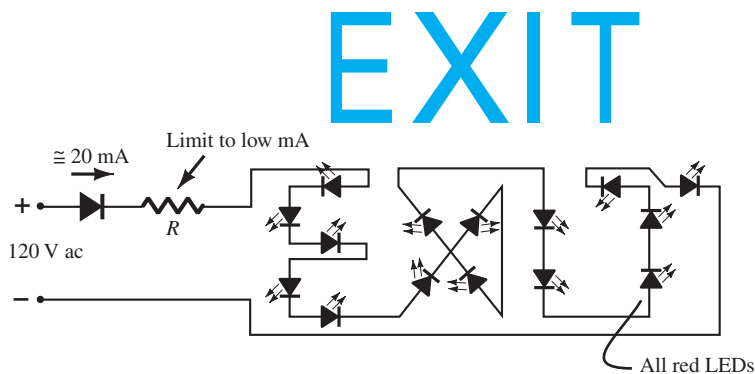 EXIT
Limit to low mA
≅ 20 mA
+
R
120 V ac
−
All red LEDs